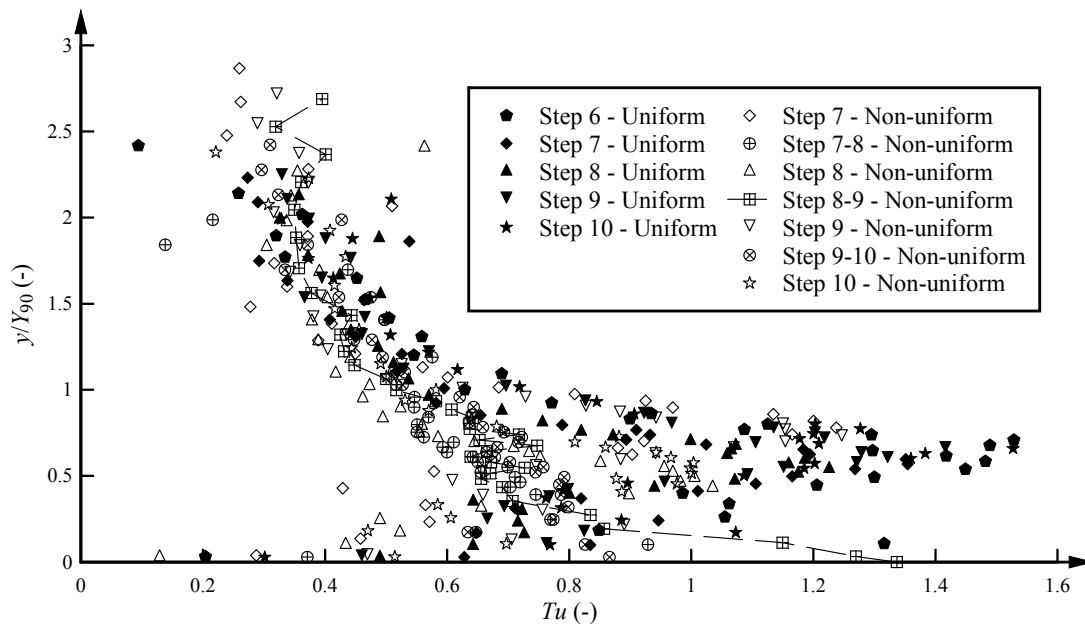 3
2.5
2
1.5
1
0.5
0
y/Y90 (-)
Step 6 - Uniform
Step 7 - Uniform
Step 8 - Uniform
Step 9 - Uniform
Step 10 - Uniform
Step 7 - Non-uniform
Step 7-8 - Non-uniform
Step 8 - Non-uniform
Step 8-9 - Non-uniform
Step 9 - Non-uniform
Step 9-10 - Non-uniform
Step 10 - Non-uniform
0 0.2 0.4 0.6 0.8 1 1.2 1.4 1.6
Tu (-)